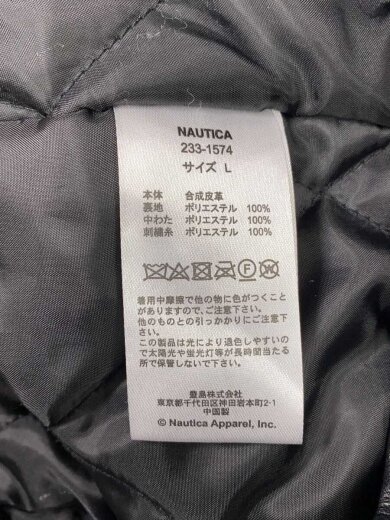 NAUTICA
233-1574
サイズ L
本体 合成皮革
裏地 ポリエステル 100%
中わた ポリエステル 100%
刺繍糸 ポリエステル 100%
着用中摩擦で他の物に色がつくこと
がありますので、ご注意下さい。
他のものとの引っかかりにご注意下
さい。
この製品は光により退色しやすいの
で太陽光や蛍光灯等が長時間当たる
所で保管しないで下さい。
豊島株式会社
東京都千代田区神田岩本町2-1
中国製
© Nautica Apparel, Inc.